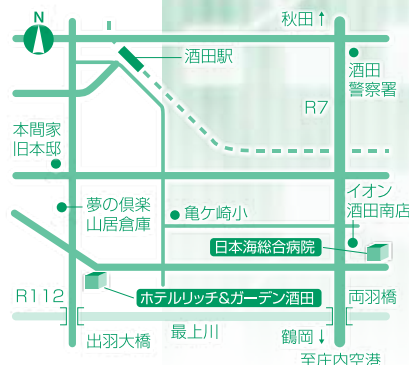 N
秋田↑
酒田駅
酒田
警察署
R7
本間家
旧本邸
夢の倶楽
山居倉庫
亀ケ崎小
イオン
酒田南店
日本海総合病院
R112
ホテルリッチ&ガーデン酒田
両羽橋
出羽大橋
最上川
鶴岡↓
至庄内空港